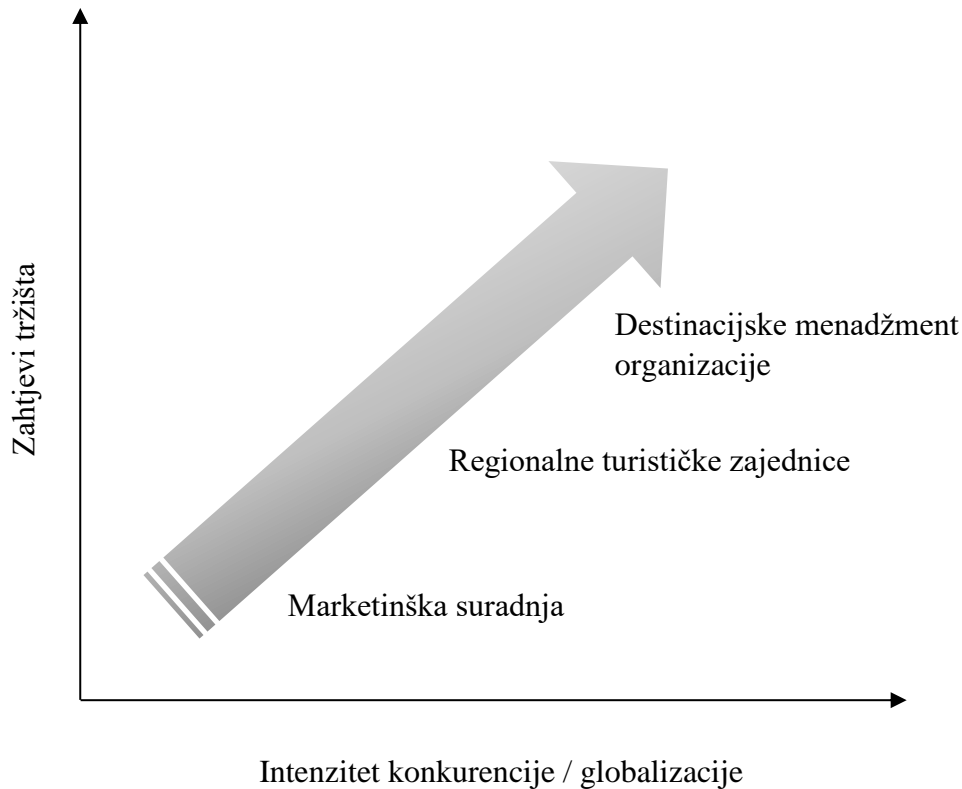 Zahtjevi tržišta
Destinacijske menadžment
organizacije
Regionalne turističke zajednice
Marketinška suradnja
Intenzitet konkurencije / globalizacije